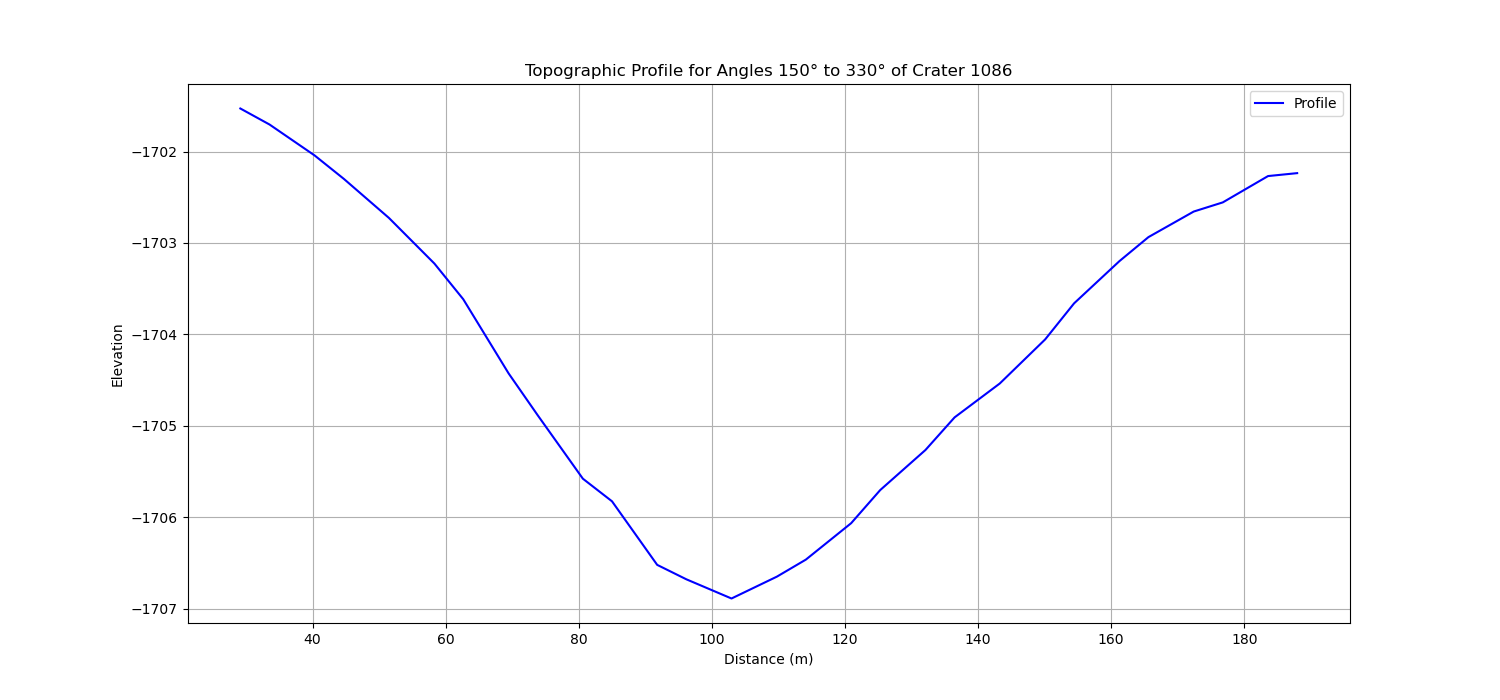 Topographic Profile for Angles 150° to 330° of Crater 1086
Profile
−1702
−1703
−1704
−1705
−1706
−1707
Elevation
40 60 80 100 120 140 160 180
Distance (m)